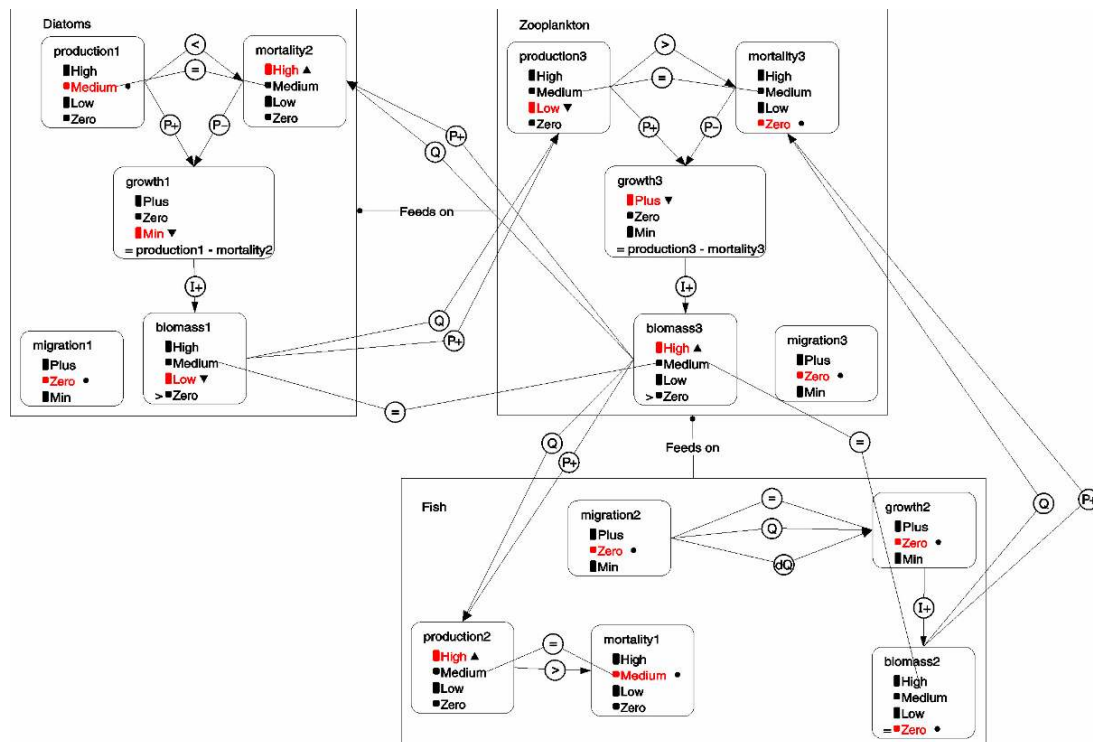 Diatoms
production1
High
Medium
Low
Zero
<
=
mortality2
High
Medium
Low
Zero
P+
P−
growth1
Plus
Zero
Min
= production1 - mortality2
I+
migration1
Plus
Zero
Min
biomass1
High
Medium
Low
> Zero
Feeds on
P+
Q
Q
P+
=
Zooplankton
production3
High
Medium
Low
Zero
>
=
mortality3
High
Medium
Low
Zero
P+
P−
growth3
Plus
Zero
Min
= production3 - mortality3
I+
biomass3
High
Medium
Low
> Zero
migration3
Plus
Zero
Min
Q
P+
Feeds on
=
Q
P+
Fish
migration2
Plus
Zero
Min
=
Q
dQ
growth2
Plus
Zero
Min
I+
production2
High
Medium
Low
Zero
=
>
mortality1
High
Medium
Low
Zero
biomass2
High
Medium
Low
= Zero